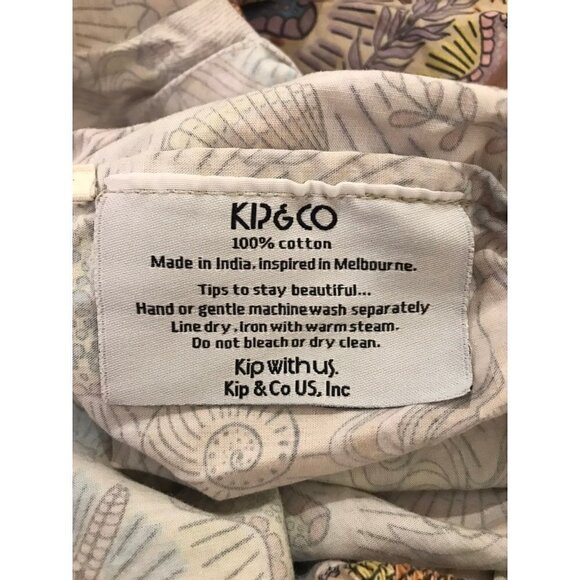 KIP&CO
100% cotton
Made in India, inspired in Melbourne.
Tips to stay beautiful...
Hand or gentle machine wash separately
Line dry, Iron with warm steam.
Do not bleach or dry clean.
Kip with us.
Kip & Co US, Inc